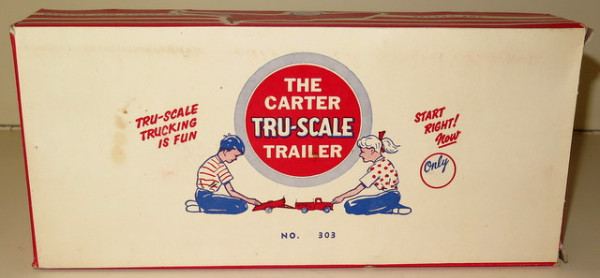 THE
CARTER
TRU-SCALE
TRAILER
TRU-SCALE
TRUCKING
IS FUN
START
RIGHT!
Now
Only
NO. 303